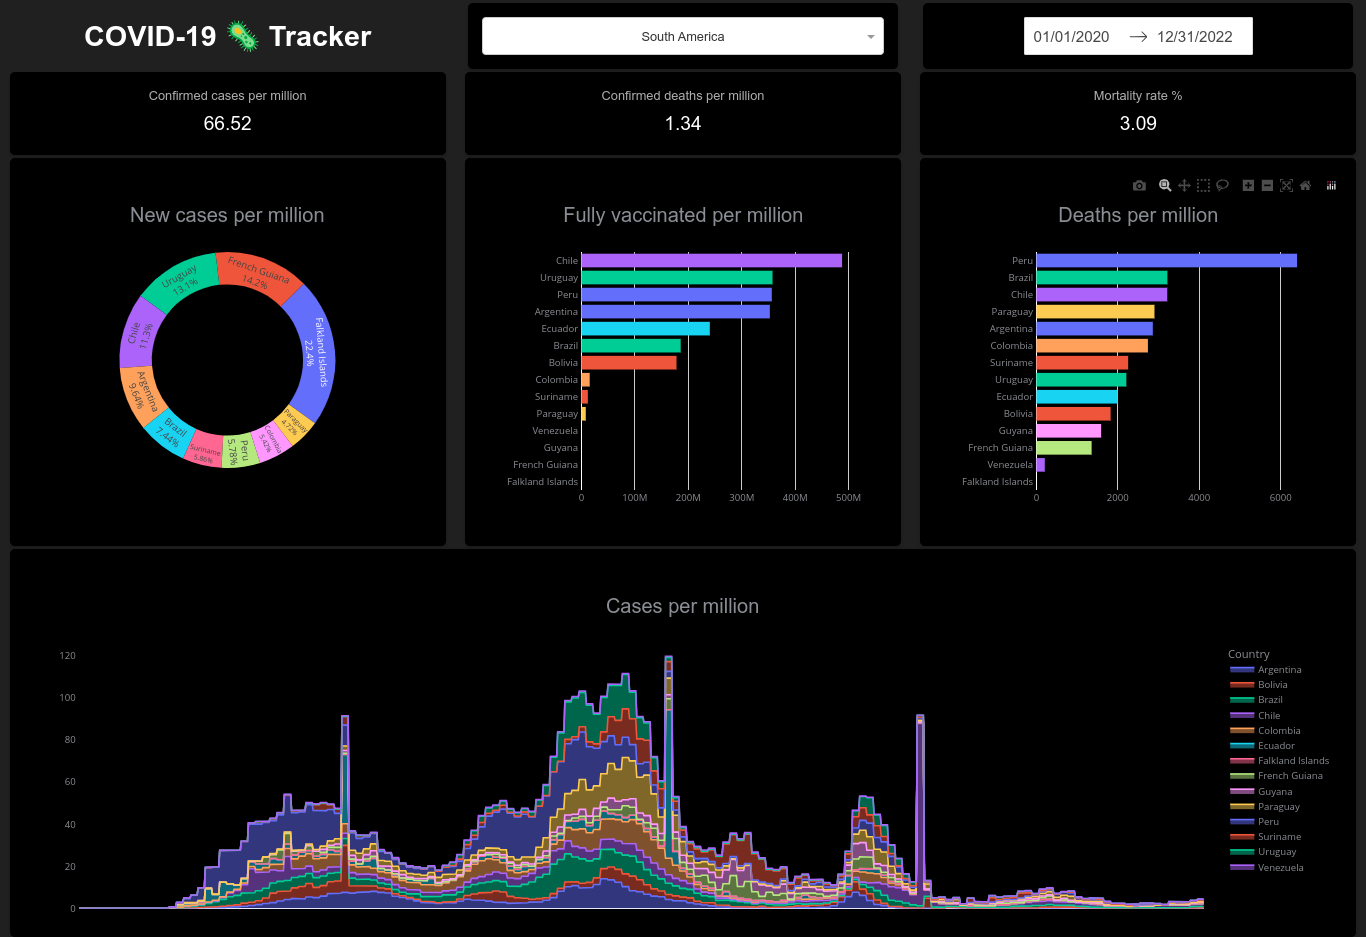 COVID-19 🦠 Tracker
South America
01/01/2020 → 12/31/2022
Confirmed cases per million
66.52
Confirmed deaths per million
1.34
Mortality rate %
3.09
New cases per million
French Guiana
14.2%
Uruguay
13.1%
Falkland Islands
22.4%
Chile
11.3%
Argentina
9.64%
Brazil
7.44%
Suriname
5.86%
Peru
5.78%
Colombia
5.42%
Paraguay
4.72%
Fully vaccinated per million
Chile
Uruguay
Peru
Argentina
Ecuador
Brazil
Bolivia
Colombia
Suriname
Paraguay
Venezuela
Guyana
French Guiana
Falkland Islands
0 100M 200M 300M 400M 500M
Deaths per million
Peru
Brazil
Chile
Paraguay
Argentina
Colombia
Suriname
Uruguay
Ecuador
Bolivia
Guyana
French Guiana
Venezuela
Falkland Islands
0 2000 4000 6000
Cases per million
120
100
80
60
40
20
0
Country
Argentina
Bolivia
Brazil
Chile
Colombia
Ecuador
Falkland Islands
French Guiana
Guyana
Paraguay
Peru
Suriname
Uruguay
Venezuela